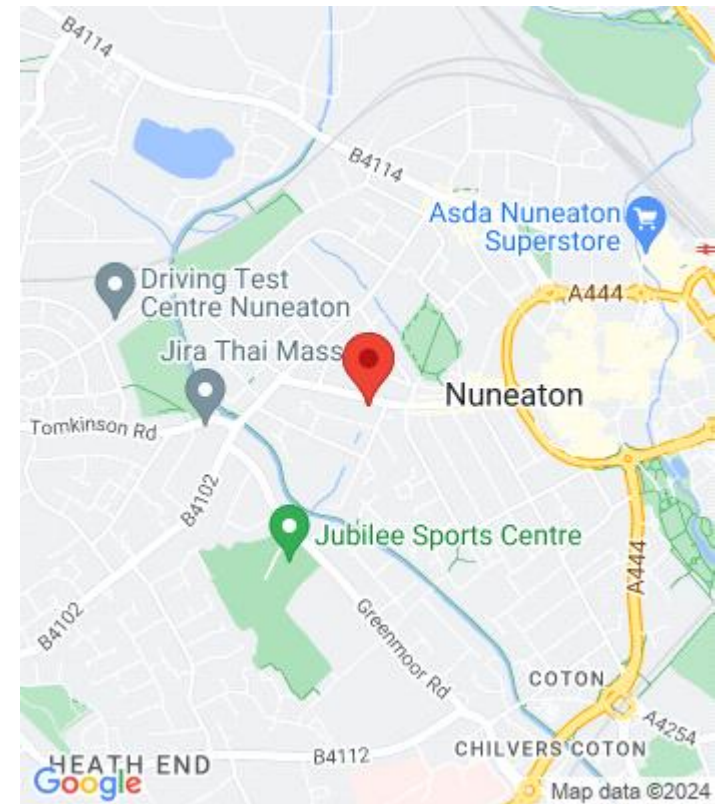 B4114
B4114
Asda Nuneaton
Superstore
Driving Test
Centre Nuneaton
A444
Jira Thai Mass
Nuneaton
Tomkinson Rd
B4102
Jubilee Sports Centre
A444
B4102
Greenmoor Rd
COTON
A4254
HEATH END
B4112
CHILVERS COTON
Google
Map data ©2024